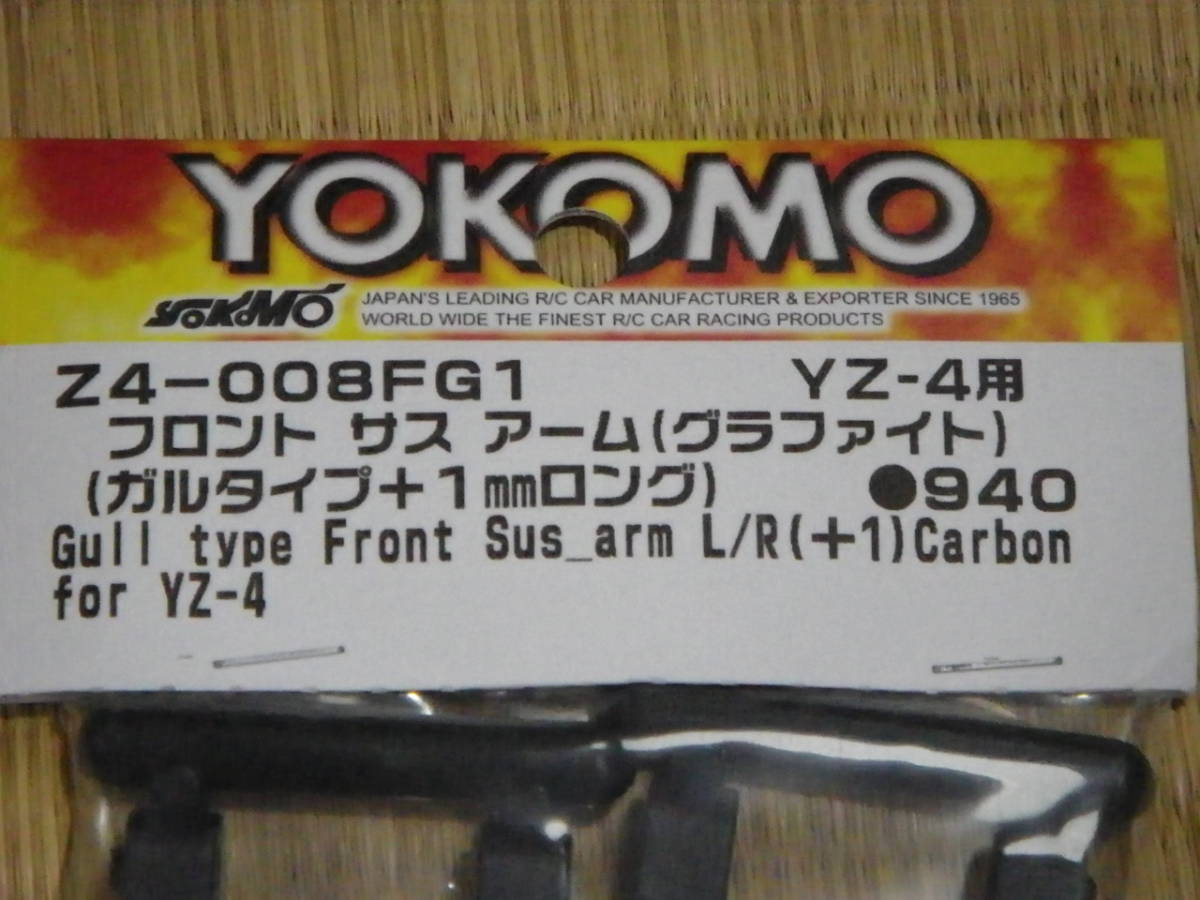 YOKOMO
YOKOMO JAPAN'S LEADING R/C CAR MANUFACTURER & EXPORTER SINCE 1965
WORLD WIDE THE FINEST R/C CAR RACING PRODUCTS
Z4-008FG1 YZ-4用
フロント サス アーム(グラファイト)
(ガルタイプ+1mmロング) ●940
Gull type Front Sus_arm L/R(+1)Carbon
for YZ-4